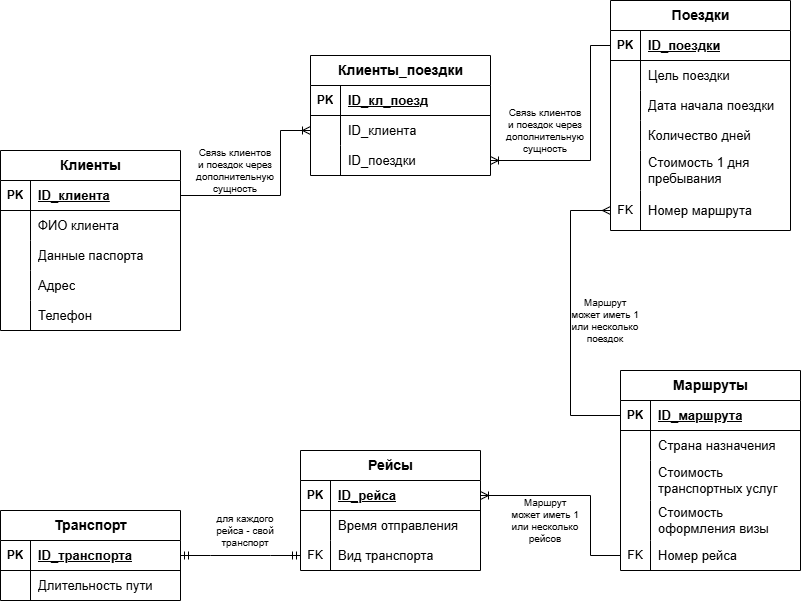 Поездки
PK ID_поездки
Цель поездки
Дата начала поездки
Количество дней
Стоимость 1 дня
пребывания
FK Номер маршрута
Клиенты_поездки
PK ID_кл_поезд
ID_клиента
ID_поездки
Связь клиентов
и поездок через
дополнительную
сущность
Связь клиентов
и поездок через
дополнительную
сущность
Клиенты
PK ID_клиента
ФИО клиента
Данные паспорта
Адрес
Телефон
Маршрут
может иметь 1
или несколько
поездок
Маршруты
PK ID_маршрута
Страна назначения
Стоимость
транспортных услуг
Стоимость
оформления визы
FK Номер рейса
Рейсы
PK ID_рейса
Время отправления
FK Вид транспорта
Маршрут
может иметь 1
или несколько
рейсов
для каждого
рейса - свой
транспорт
Транспорт
PK ID_транспорта
Длительность пути